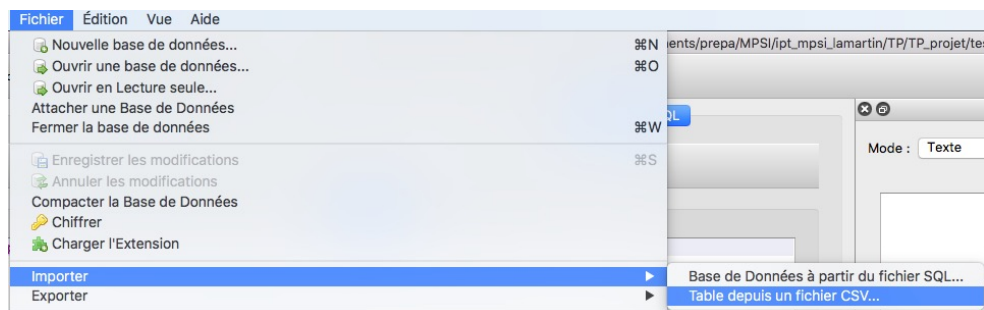 Fichier Édition Vue Aide
Nouvelle base de données... ⌘N
ents/prepa/MPSI/ipt_mpsi_lamartin/TP/TP_projet/te
Ouvrir une base de données... ⌘O
Ouvrir en Lecture seule...
Attacher une Base de Données
QL
Fermer la base de données ⌘W
Mode : Texte
Enregistrer les modifications ⌘S
Annuler les modifications
Compacter la Base de Données
Chiffrer
Charger l'Extension
Importer
Base de Données à partir du fichier SQL...
Exporter
Table depuis un fichier CSV...